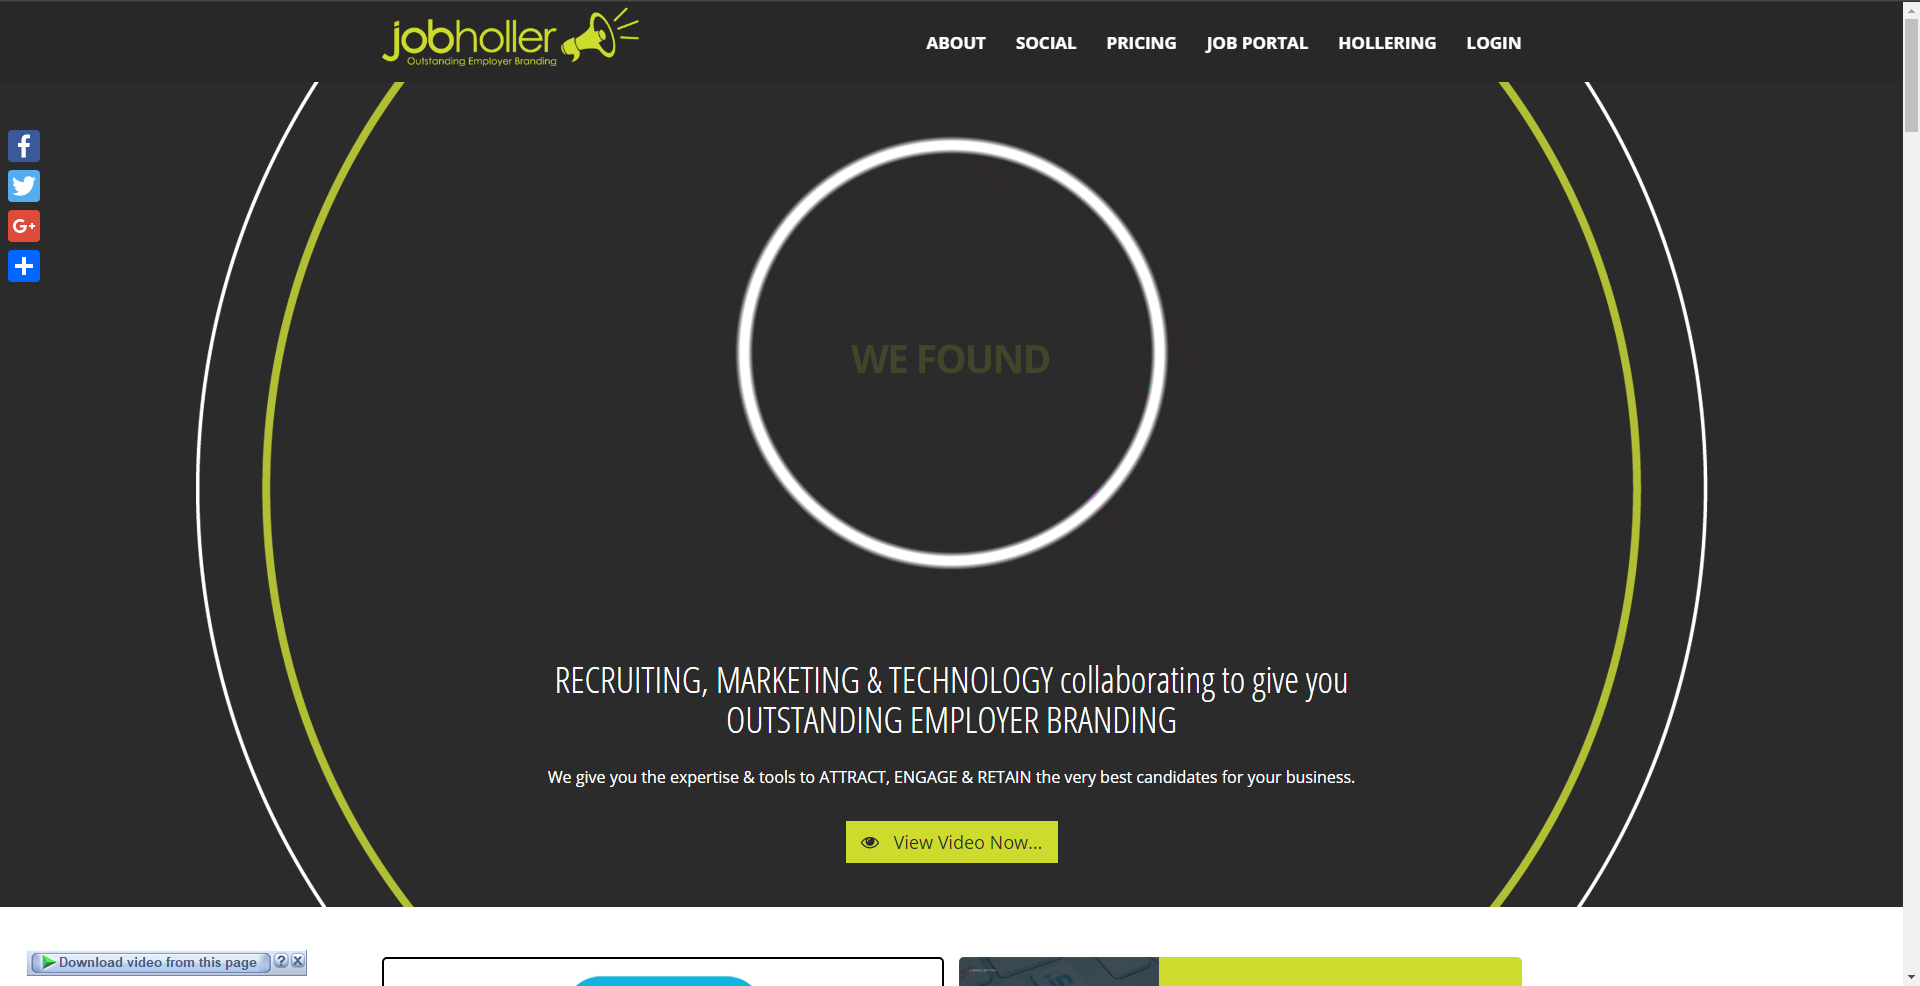 jobholler
Outstanding Employer Branding
ABOUT
SOCIAL
PRICING
JOB PORTAL
HOLLERING
LOGIN
WE FOUND
RECRUITING, MARKETING & TECHNOLOGY collaborating to give you
OUTSTANDING EMPLOYER BRANDING
We give you the expertise & tools to ATTRACT, ENGAGE & RETAIN the very best candidates for your business.
View Video Now...
Download video from this page
in